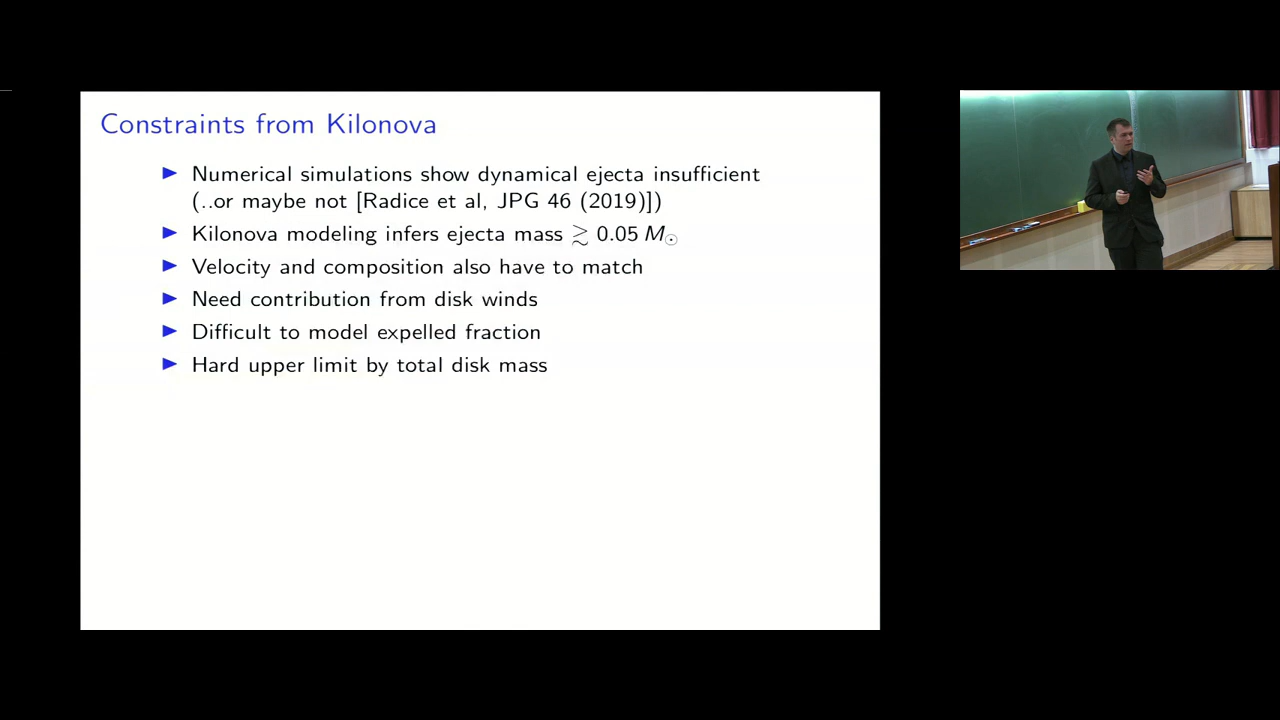 Constraints from Kilonova
▶ Numerical simulations show dynamical ejecta insufficient
(..or maybe not [Radice et al, JPG 46 (2019)])
▶ Kilonova modeling infers ejecta mass ≳ 0.05 M☉
▶ Velocity and composition also have to match
▶ Need contribution from disk winds
▶ Difficult to model expelled fraction
▶ Hard upper limit by total disk mass